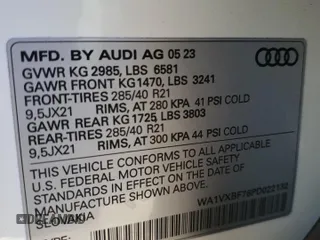 MFD. BY AUDI AG 05 23
GVWR KG 2985, LBS 6581
GAWR FRONT KG1470, LBS 3241
FRONT-TIRES 285/40 R21
9,5JX21 RIMS, AT 280 KPA 41 PSI COLD
GAWR REAR KG 1725 LBS 3803
REAR-TIRES 285/40 R21
9,5JX21 RIMS, AT 300 KPA 44 PSI COLD
THIS VEHICLE CONFORMS TO ALL APPLICABLE
U.S. FEDERAL MOTOR VEHICLE SAFETY
STANDARDS IN EFFECT ON THE DATE OF
MANUFACTURE SHOWN ABOVE.
SLOVAKIA
TYPE: